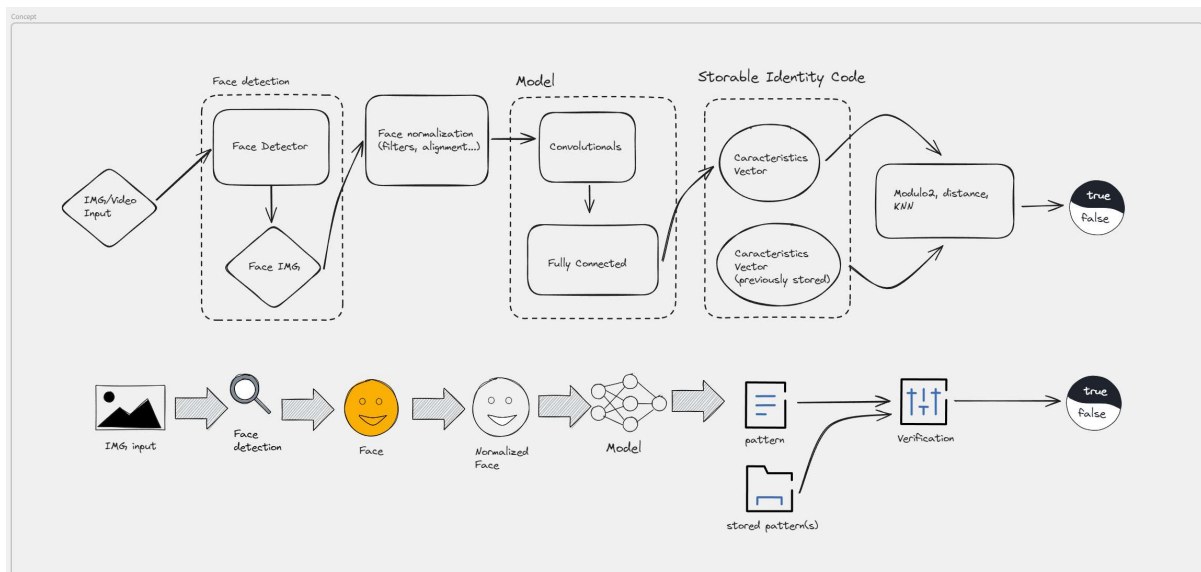 Concept
Face detection
Model
Storable Identity Code
IMG/Video
Input
Face Detector
Face IMG
Face normalization
(filters, alignment...)
Convolutionals
Fully Connected
Caracteristics
Vector
Caracteristics
Vector
(previously stored)
Modulo2, distance,
KNN
true
false
IMG input
Face
detection
Face
Normalized
Face
Model
pattern
stored pattern(s)
Verification
true
false